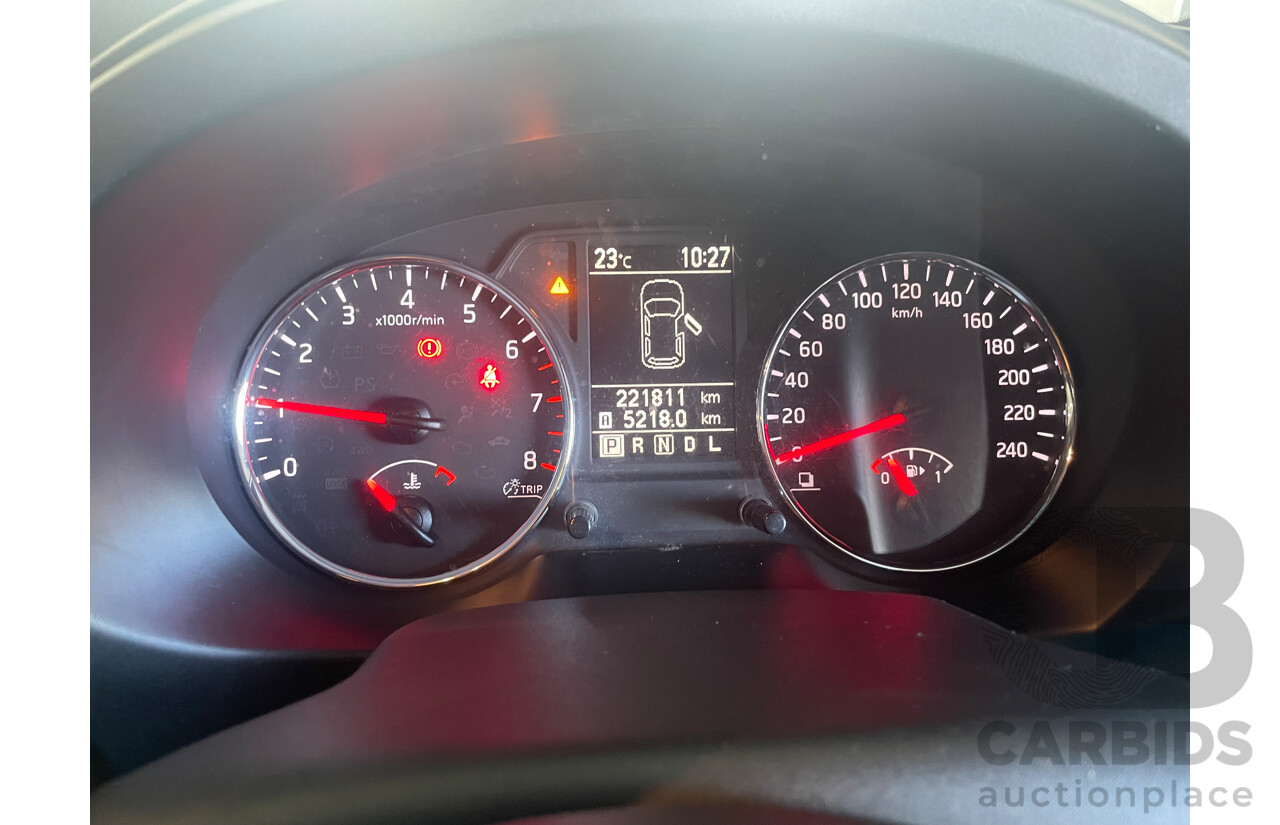 23°C 10:27
221811 km
5218.0 km
P R N D L
0 1 2 3 4 5 6 7 8
x1000r/min
PS
TRIP
0 20 40 60 80 100 120 140 160 180 200 220 240
km/h
0 1
B
CARBIDS
auctionplace